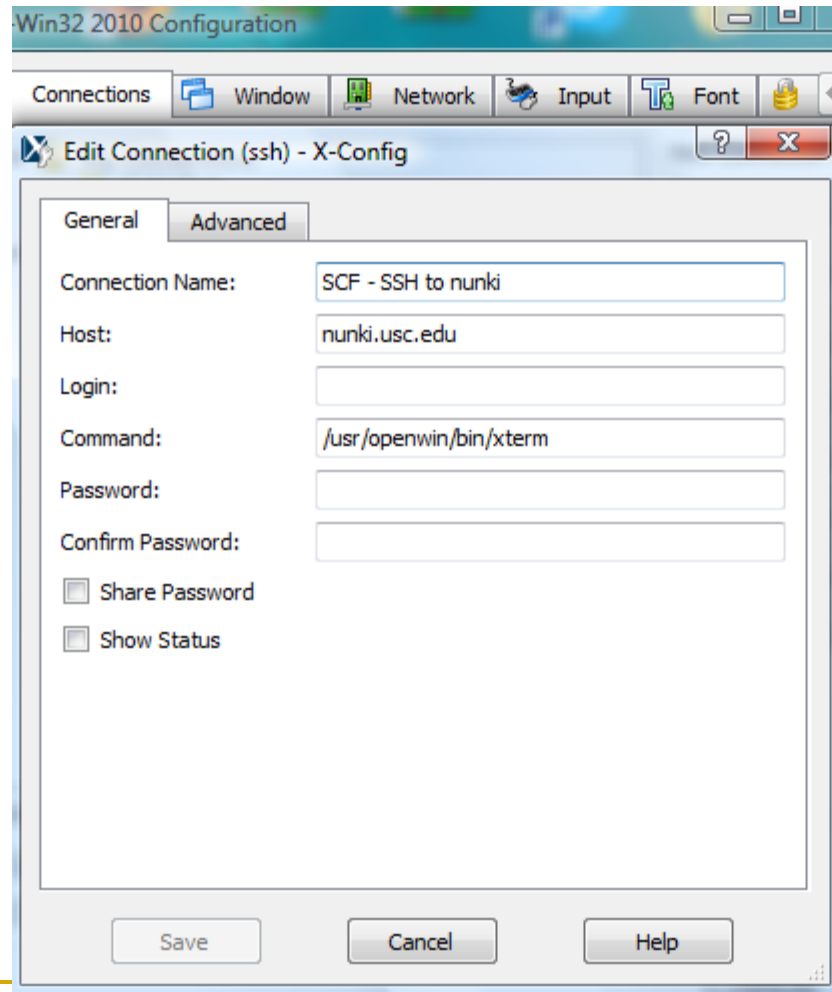 -Win32 2010 Configuration
Connections Window Network Input Font
Edit Connection (ssh) - X-Config
General Advanced
Connection Name: SCF - SSH to nunki
Host: nunki.usc.edu
Login:
Command: /usr/openwin/bin/xterm
Password:
Confirm Password:
Share Password
Show Status
Save Cancel Help